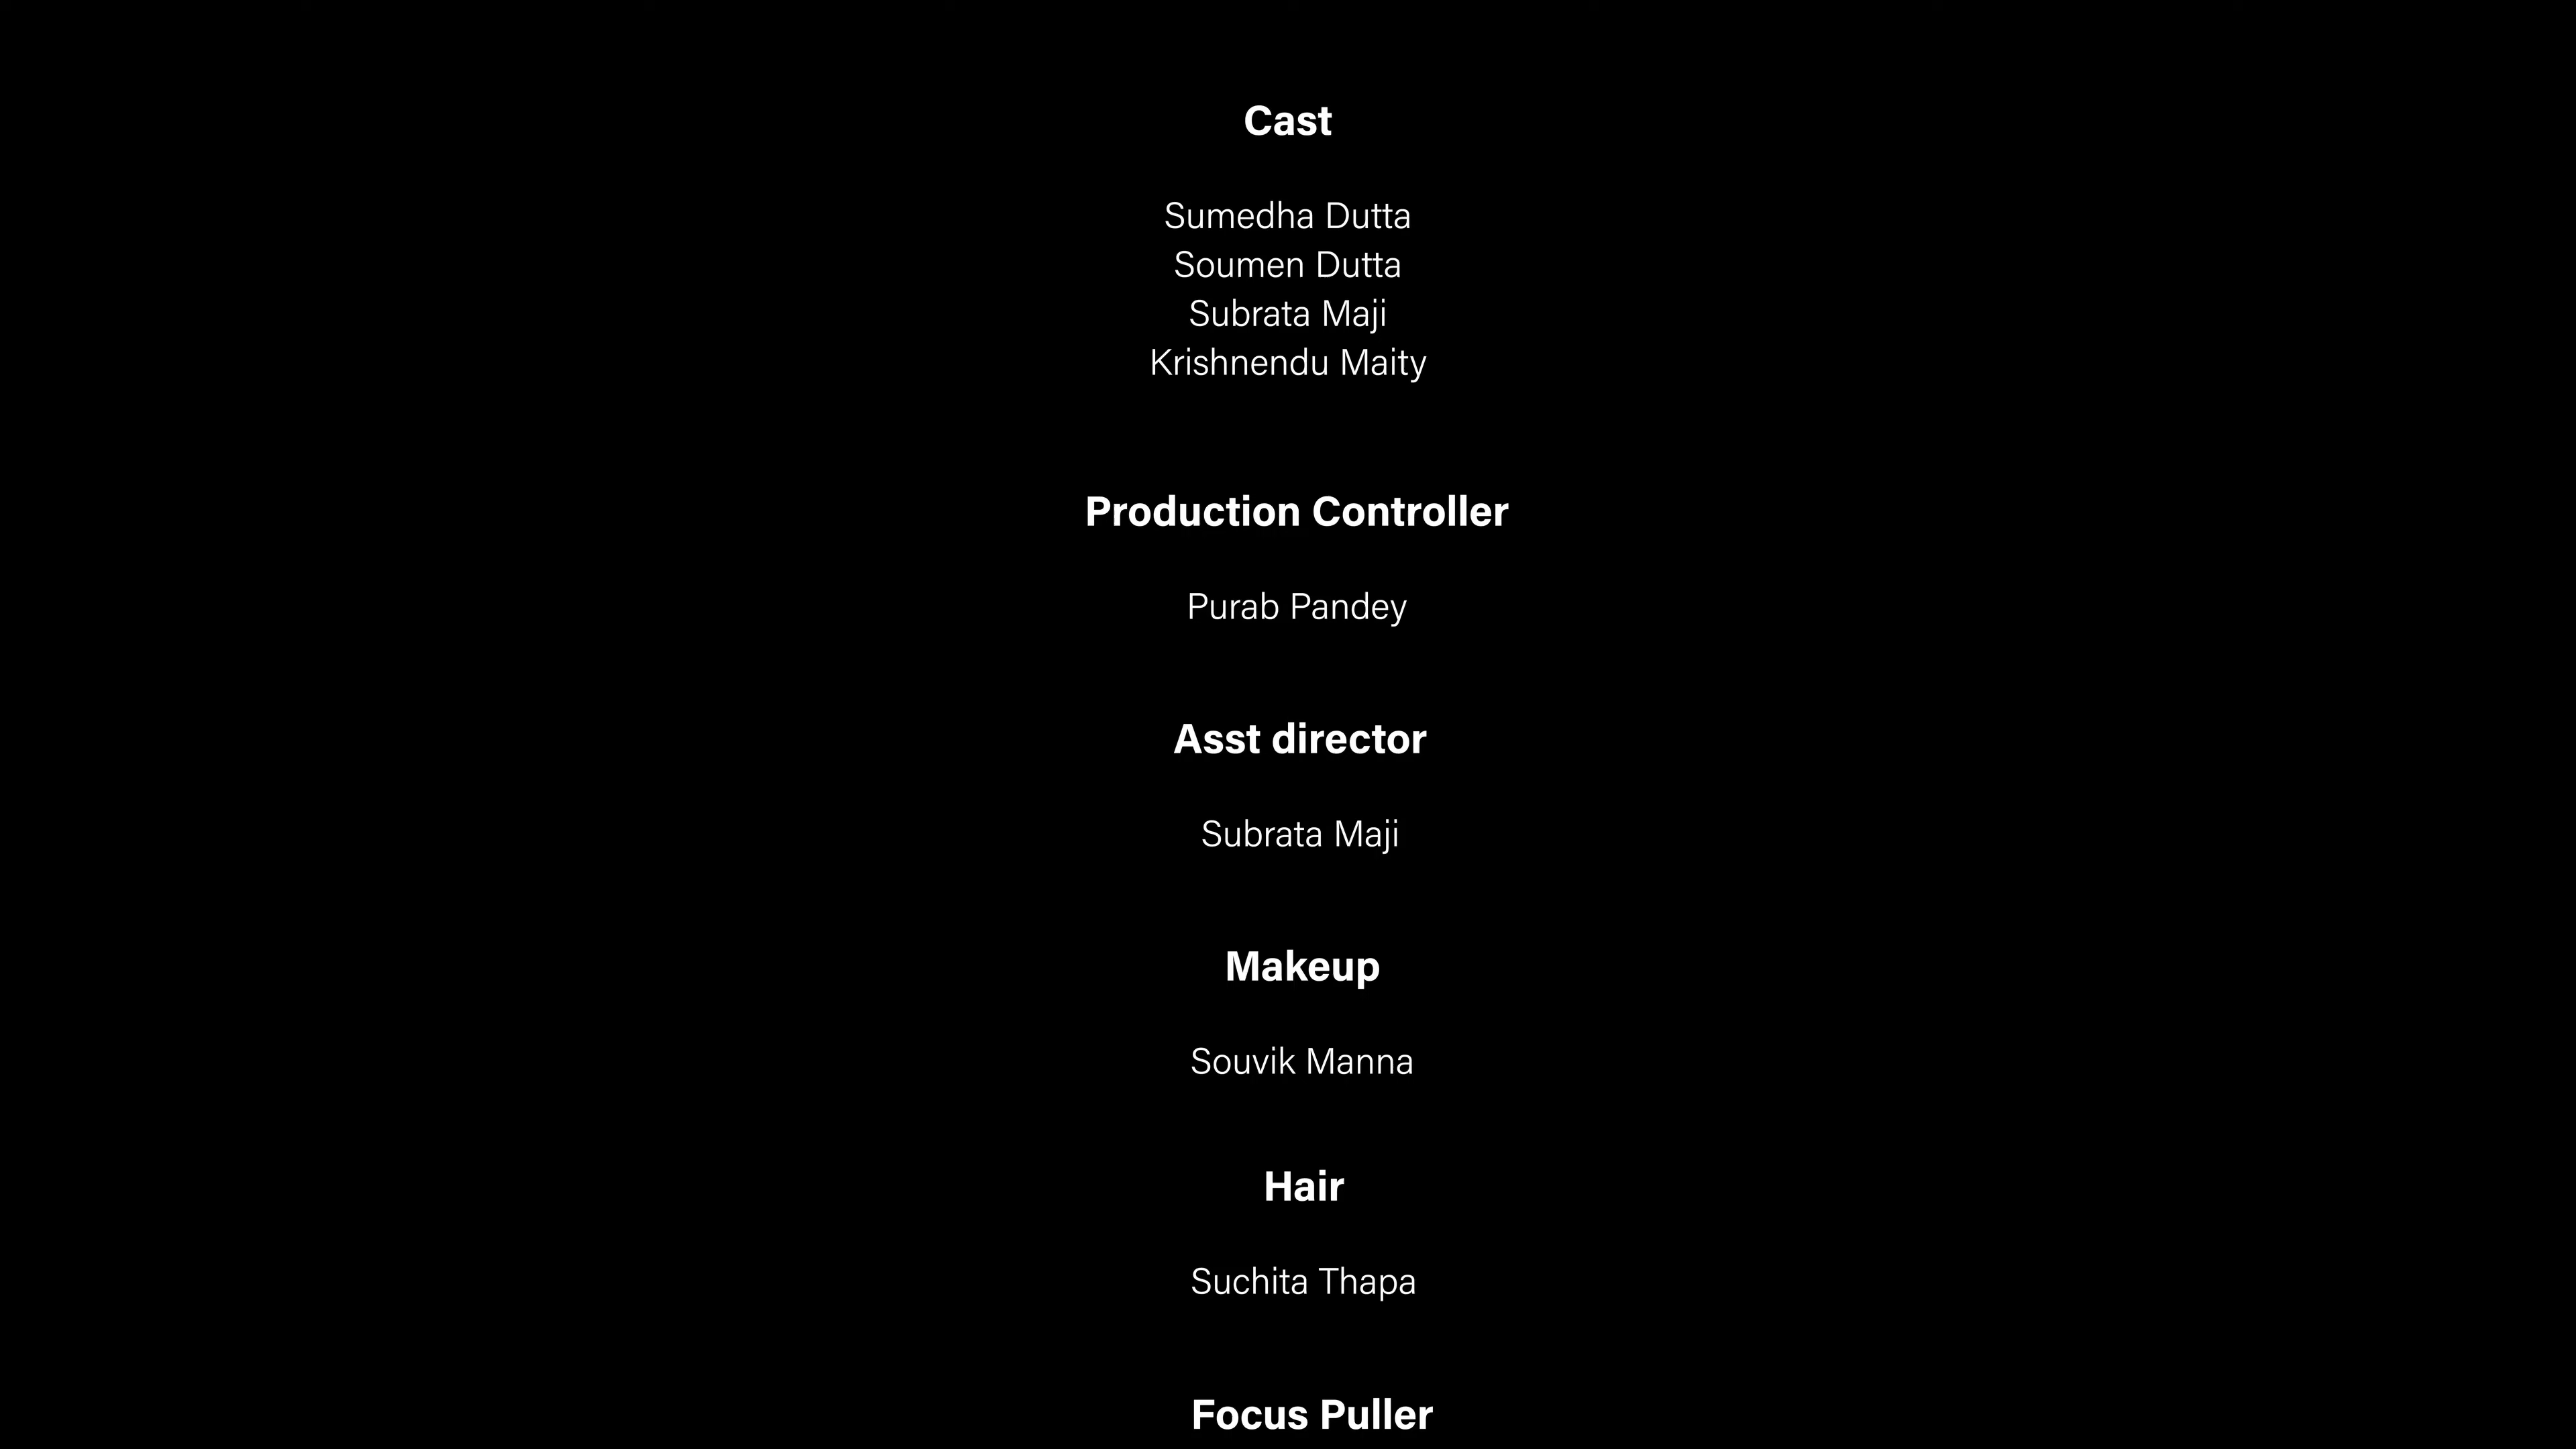 Cast
Sumedha Dutta
Soumen Dutta
Subrata Maji
Krishnendu Maity
Production Controller
Purab Pandey
Asst director
Subrata Maji
Makeup
Souvik Manna
Hair
Suchita Thapa
Focus Puller